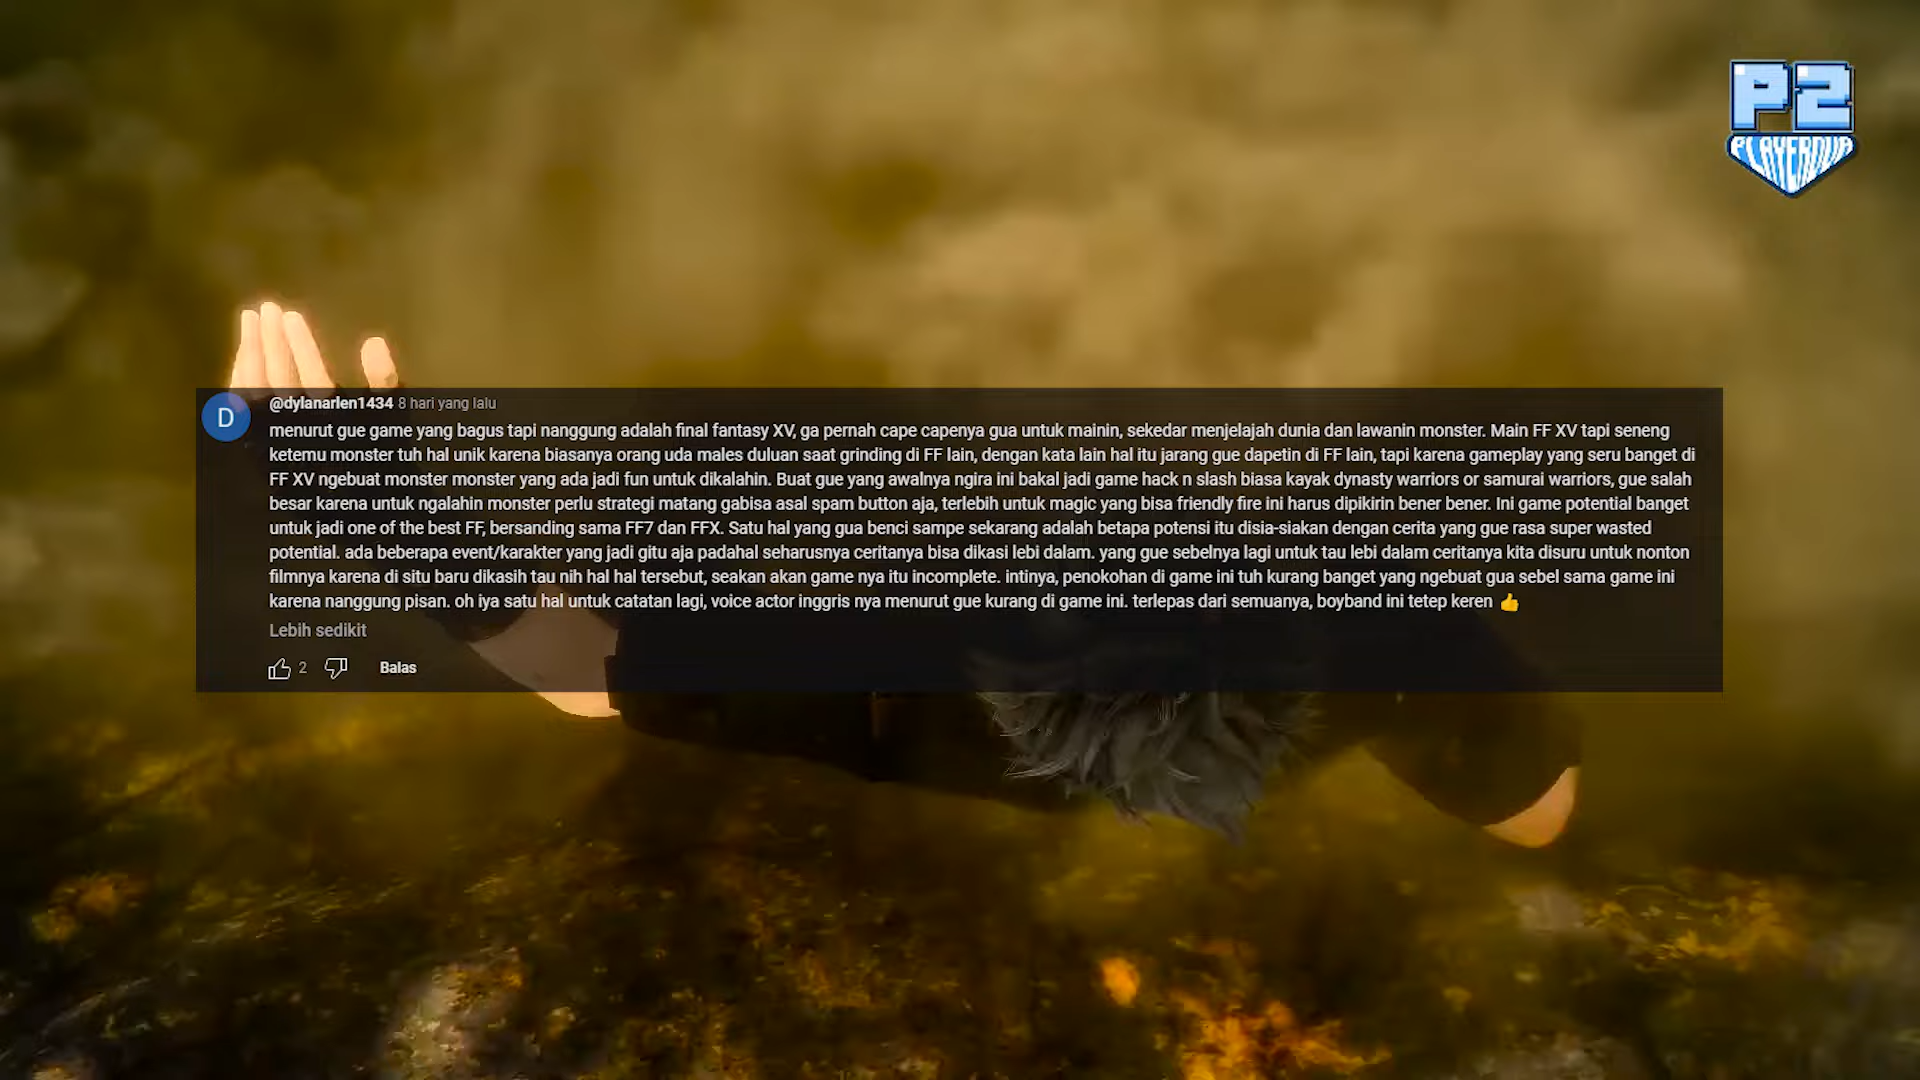 P2
PLAYERDUA
D
@dylanarlen1434 8 hari yang lalu
menurut gue game yang bagus tapi nanggung adalah final fantasy XV, ga pernah cape capenya gua untuk mainin, sekedar menjelajah dunia dan lawanin monster. Main FF XV tapi seneng
ketemu monster tuh hal unik karena biasanya orang uda males duluan saat grinding di FF lain, dengan kata lain hal itu jarang gue dapetin di FF lain, tapi karena gameplay yang seru banget di
FF XV ngebuat monster monster yang ada jadi fun untuk dikalahin. Buat gue yang awalnya ngira ini bakal jadi game hack n slash biasa kayak dynasty warriors or samurai warriors, gue salah
besar karena untuk ngalahin monster perlu strategi matang gabisa asal spam button aja, terlebih untuk magic yang bisa friendly fire ini harus dipikirin bener bener. Ini game potential banget
untuk jadi one of the best FF, bersanding sama FF7 dan FFX. Satu hal yang gua benci sampe sekarang adalah betapa potensi itu disia-siakan dengan cerita yang gue rasa super wasted
potential. ada beberapa event/karakter yang jadi gitu aja padahal seharusnya ceritanya bisa dikasi lebi dalam. yang gue sebelnya lagi untuk tau lebi dalam ceritanya kita disuru untuk nonton
filmnya karena di situ baru dikasih tau nih hal hal tersebut, seakan akan game nya itu incomplete. intinya, penokohan di game ini tuh kurang banget yang ngebuat gua sebel sama game ini
karena nanggung pisan. oh iya satu hal untuk catatan lagi, voice actor inggris nya menurut gue kurang di game ini. terlepas dari semuanya, boyband ini tetep keren 👍
Lebih sedikit
2 Balas